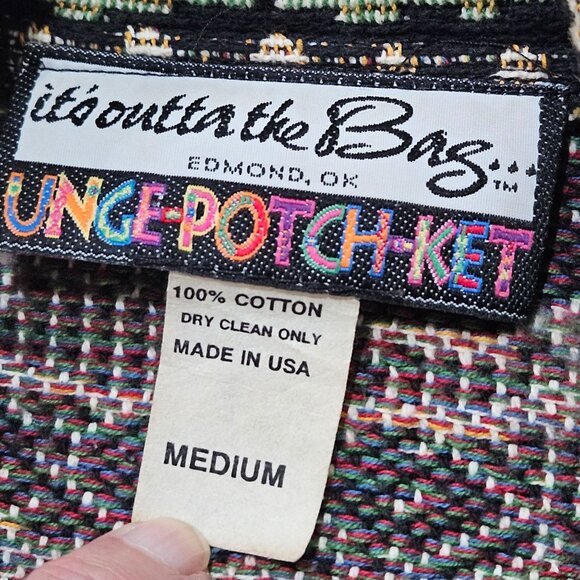 it's outta the Bag...™
EDMOND, OK
UNGE-POTCH-KET
100% COTTON
DRY CLEAN ONLY
MADE IN USA
MEDIUM